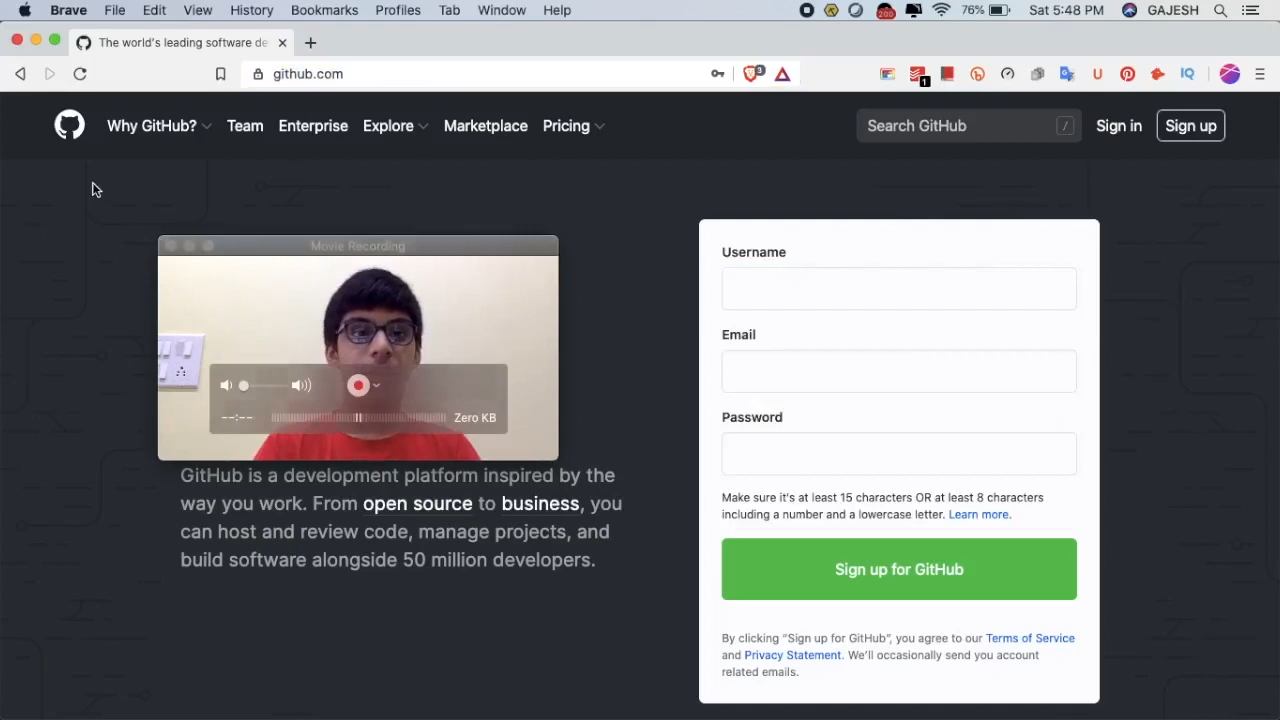 Brave File Edit View History Bookmarks Profiles Tab Window Help 200 76% Sat 5:48 PM GAJESH
The world's leading software de
github.com 3 1 U IQ
Why GitHub? Team Enterprise Explore Marketplace Pricing Search GitHub / Sign in Sign up
Movie Recording
--:-- Zero KB
GitHub is a development platform inspired by the
way you work. From open source to business, you
can host and review code, manage projects, and
build software alongside 50 million developers.
Username
Email
Password
Make sure it's at least 15 characters OR at least 8 characters
including a number and a lowercase letter. Learn more.
Sign up for GitHub
By clicking “Sign up for GitHub”, you agree to our Terms of Service
and Privacy Statement. We’ll occasionally send you account
related emails.